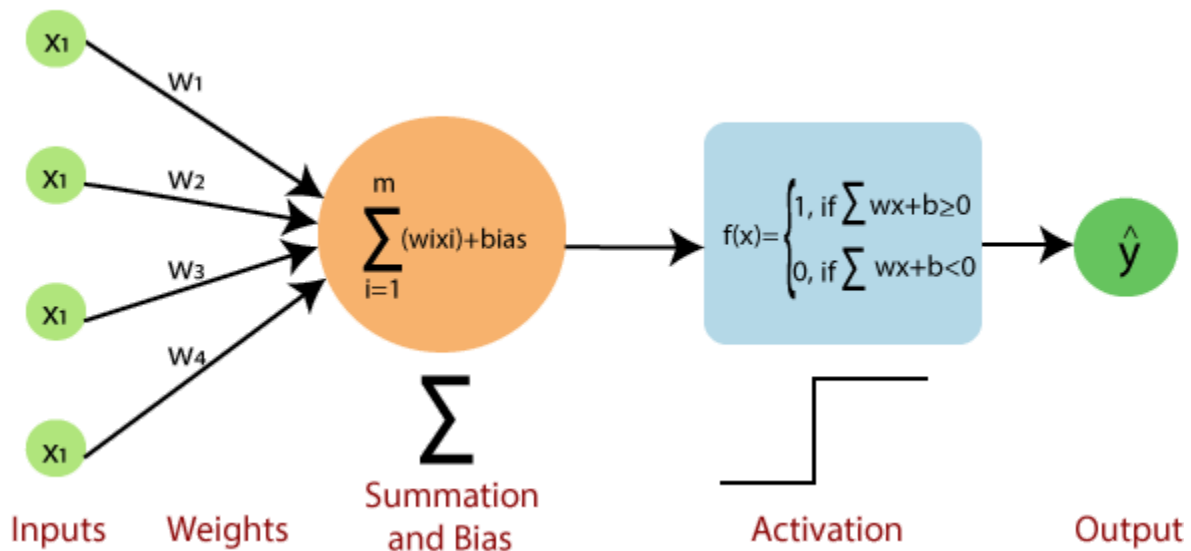 x1
w1
x1
w2
x1
w3
x1
w4
m
∑(wixi)+bias
i=1
f(x)={
1, if ∑ wx+b≥0
0, if ∑ wx+b<0
ŷ
∑
Inputs
Weights
Summation
and Bias
Activation
Output